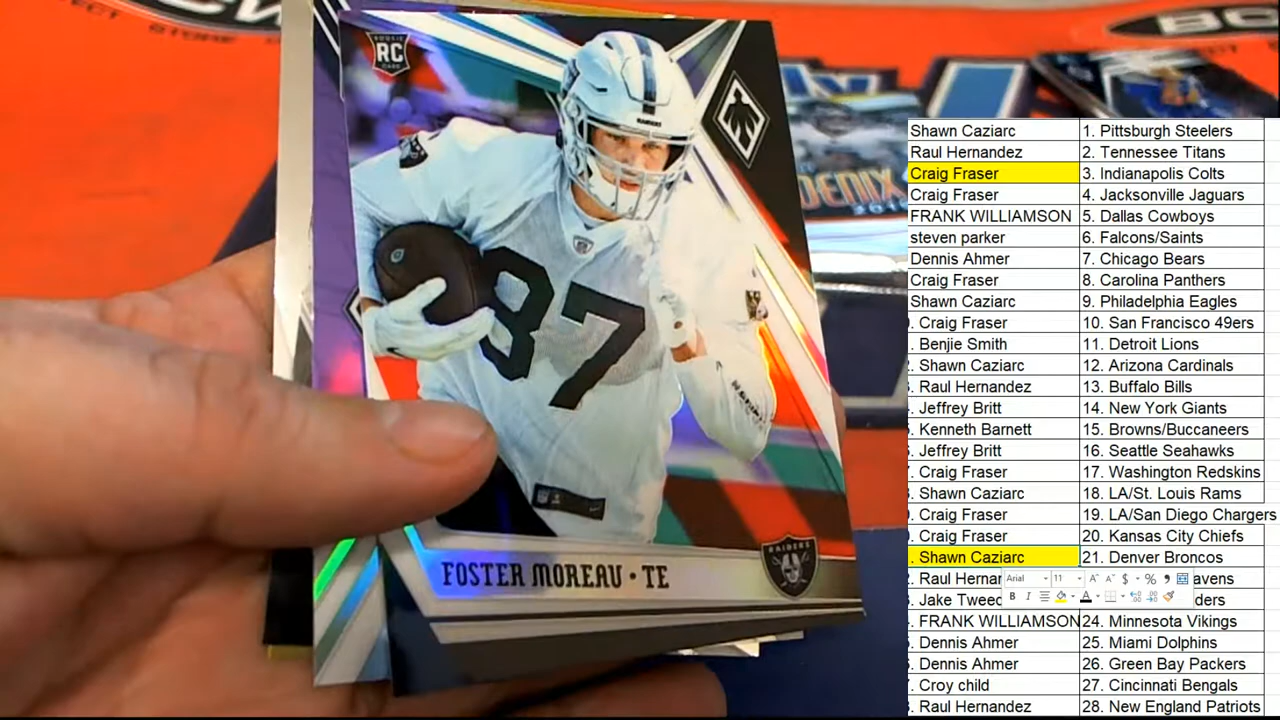 RC
RAIDERS
87
FOSTER MOREAU • TE
RAIDERS
Shawn Caziarc 1. Pittsburgh Steelers
Raul Hernandez 2. Tennessee Titans
Craig Fraser 3. Indianapolis Colts
Craig Fraser 4. Jacksonville Jaguars
FRANK WILLIAMSON 5. Dallas Cowboys
steven parker 6. Falcons/Saints
Dennis Ahmer 7. Chicago Bears
Craig Fraser 8. Carolina Panthers
Shawn Caziarc 9. Philadelphia Eagles
Craig Fraser 10. San Francisco 49ers
Benjie Smith 11. Detroit Lions
Shawn Caziarc 12. Arizona Cardinals
Raul Hernandez 13. Buffalo Bills
Jeffrey Britt 14. New York Giants
Kenneth Barnett 15. Browns/Buccaneers
Jeffrey Britt 16. Seattle Seahawks
Craig Fraser 17. Washington Redskins
Shawn Caziarc 18. LA/St. Louis Rams
Craig Fraser 19. LA/San Diego Chargers
Craig Fraser 20. Kansas City Chiefs
Shawn Caziarc 21. Denver Broncos
Raul Hernar avens
Arial 11
Jake Tweed ders
FRANK WILLIAMSON 24. Minnesota Vikings
Dennis Ahmer 25. Miami Dolphins
Dennis Ahmer 26. Green Bay Packers
Croy child 27. Cincinnati Bengals
Raul Hernandez 28. New England Patriots